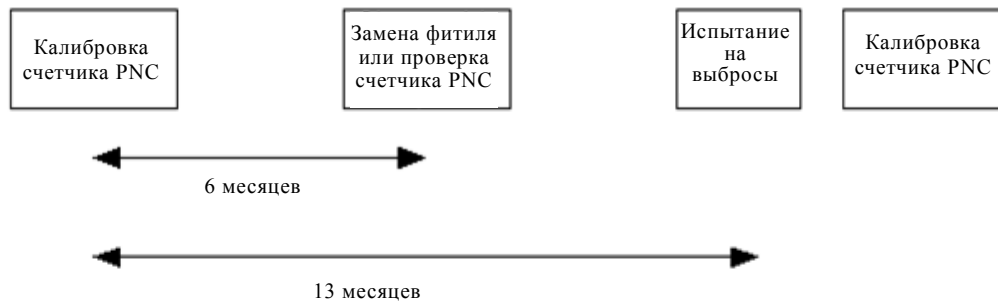 Калибровка
счетчика PNC
Замена фитиля
или проверка
счетчика PNC
Испытание
на
выбросы
Калибровка
счетчика PNC
6 месяцев
13 месяцев